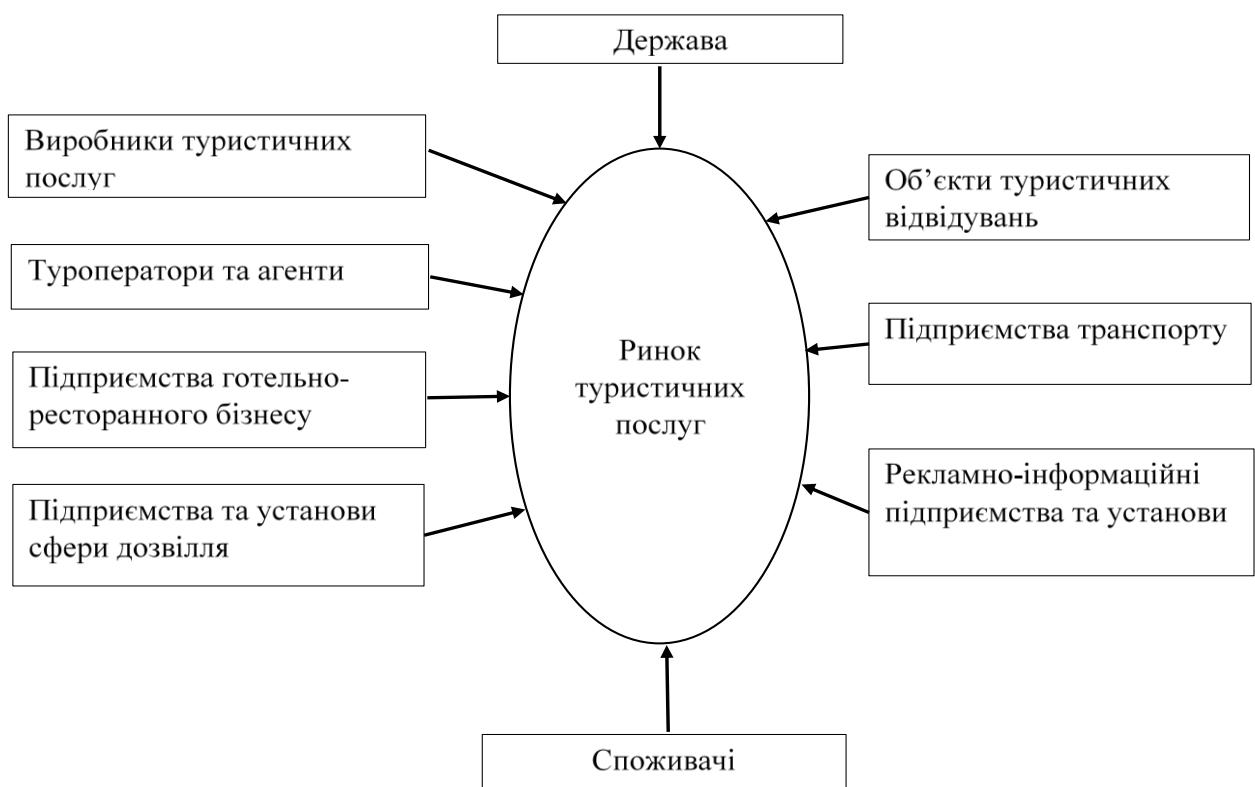 Держава
Виробники туристичних
послуг
Об’єкти туристичних
відвідувань
Туроператори та агенти
Підприємства транспорту
Ринок
туристичних
послуг
Підприємства готельно-
ресторанного бізнесу
Рекламно-інформаційні
підприємства та установи
Підприємства та установи
сфери дозвілля
Споживачі